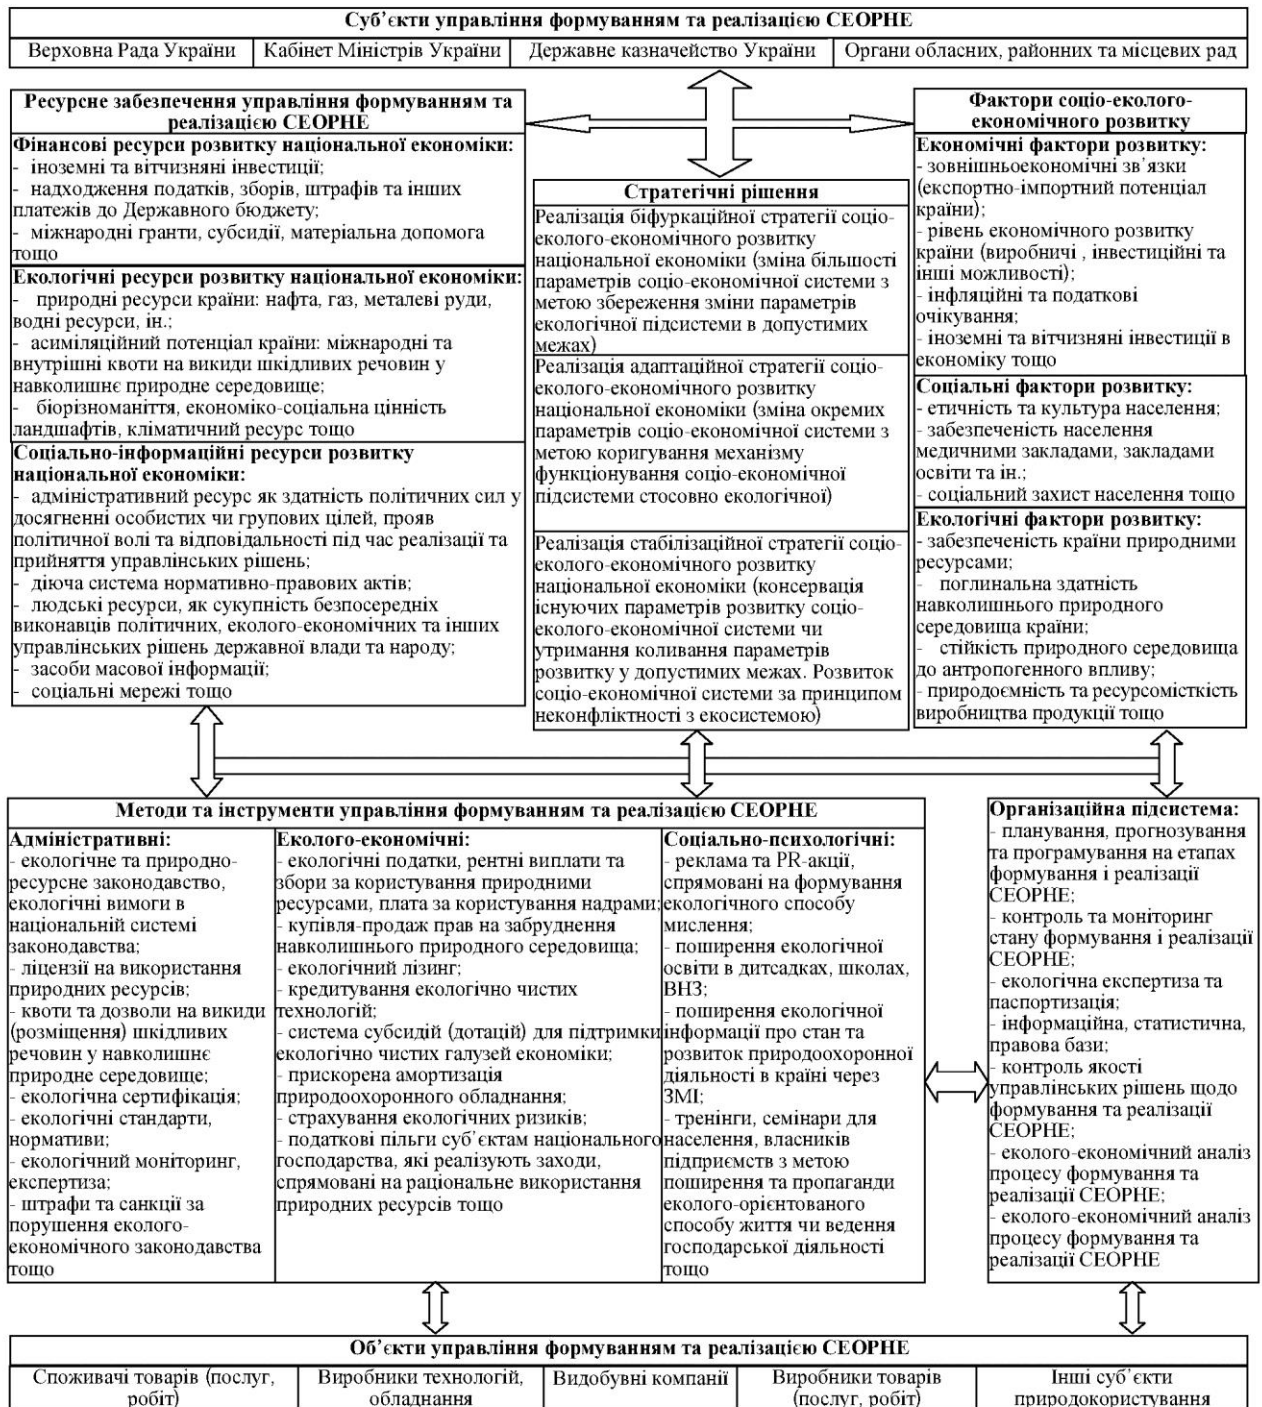 Суб’єкти управління формуванням та реалізацією СЕОРНЕ
Верховна Рада України
Кабінет Міністрів України
Державне казначейство України
Органи обласних, районних та місцевих рад
Ресурсне забезпечення управління формуванням та
реалізацією СЕОРНЕ
Фінансові ресурси розвитку національної економіки:
- іноземні та вітчизняні інвестиції;
- надходження податків, зборів, штрафів та інших
платежів до Державного бюджету;
- міжнародні гранти, субсидії, матеріальна допомога
тощо
Екологічні ресурси розвитку національної економіки:
- природні ресурси країни: нафта, газ, металеві руди,
водні ресурси, ін.;
- асиміляційний потенціал країни: міжнародні та
внутрішні квоти на викиди шкідливих речовин у
навколишнє природне середовище;
- біорізноманіття, економіко-соціальна цінність
ландшафтів, кліматичний ресурс тощо
Соціально-інформаційні ресурси розвитку
національної економіки:
- адміністративний ресурс як здатність політичних сил у
досягненні особистих чи групових цілей, прояв
політичної волі та відповідальності під час реалізації та
прийняття управлінських рішень;
- діюча система нормативно-правових актів;
- людські ресурси, як сукупність безпосередніх
виконавців політичних, еколого-економічних та інших
управлінських рішень державної влади та народу;
- засоби масової інформації;
- соціальні мережі тощо
Стратегічні рішення
Реалізація біфуркаційної стратегії соціо-
еколого-економічного розвитку
національної економіки (зміна більшості
параметрів соціо-економічної системи з
метою збереження зміни параметрів
екологічної підсистеми в допустимих
межах)
Реалізація адаптаційної стратегії соціо-
еколого-економічного розвитку
національної економіки (зміна окремих
параметрів соціо-економічної системи з
метою коригування механізму
функціонування соціо-економічної
підсистеми стосовно екологічної)
Реалізація стабілізаційної стратегії соціо-
еколого-економічного розвитку
національної економіки (консервація
існуючих параметрів розвитку соціо-
еколого-економічної системи чи
утримання коливання параметрів
розвитку у допустимих межах. Розвиток
соціо-економічної системи за принципом
неконфліктності з екосистемою)
Фактори соціо-еколого-
економічного розвитку
Економічні фактори розвитку:
- зовнішньоекономічні зв’язки
(експортно-імпортний потенціал
країни);
- рівень економічного розвитку
країни (виробничі , інвестиційні та
інші можливості);
- інфляційні та податкові
очікування;
- іноземні та вітчизняні інвестиції в
економіку тощо
Соціальні фактори розвитку:
- етичність та культура населення;
- забезпеченість населення
медичними закладами, закладами
освіти та ін.;
- соціальний захист населення тощо
Екологічні фактори розвитку:
- забезпеченість країни природними
ресурсами;
- поглинальна здатність
навколишнього природного
середовища країни;
- стійкість природного середовища
до антропогенного впливу;
- природоємність та ресурсомісткість
виробництва продукції тощо
Методи та інструменти управління формуванням та реалізацією СЕОРНЕ
Адміністративні:
- екологічне та природно-
ресурсне законодавство,
екологічні вимоги в
національній системі
законодавства;
- ліцензії на використання
природних ресурсів;
- квоти та дозволи на викиди
(розміщення) шкідливих
речовин у навколишнє
природне середовище;
- екологічна сертифікація;
- екологічні стандарти,
нормативи;
- екологічний моніторинг,
експертиза;
- штрафи та санкції за
порушення еколого-
економічного законодавства
тощо
Еколого-економічні:
- екологічні податки, рентні виплати та
збори за користування природними
ресурсами, плата за користування надрами;
- купівля-продаж прав на забруднення
навколишнього природного середовища;
- екологічний лізинг;
- кредитування екологічно чистих
технологій;
- система субсидій (дотацій) для підтримки
екологічно чистих галузей економіки;
- прискорена амортизація
природоохоронного обладнання;
- страхування екологічних ризиків;
- податкові пільги суб’єктам національного
господарства, які реалізують заходи,
спрямовані на раціональне використання
природних ресурсів тощо
Соціально-психологічні:
- реклама та PR-акції,
спрямовані на формування
екологічного способу
мислення;
- поширення екологічної
освіти в дитсадках, школах,
ВНЗ;
- поширення екологічної
інформації про стан та
розвиток природоохоронної
діяльності в країні через
ЗМІ;
- тренінги, семінари для
населення, власників
підприємств з метою
поширення та пропаганди
еколого-орієнтованого
способу життя чи ведення
господарської діяльності
тощо
Організаційна підсистема:
- планування, прогнозування
та програмування на етапах
формування і реалізації
СЕОРНЕ;
- контроль та моніторинг
стану формування і реалізації
СЕОРНЕ;
- екологічна експертиза та
паспортизація;
- інформаційна, статистична,
правова бази;
- контроль якості
управлінських рішень щодо
формування та реалізації
СЕОРНЕ;
- еколого-економічний аналіз
процесу формування та
реалізації СЕОРНЕ;
- еколого-економічний аналіз
процесу формування та
реалізації СЕОРНЕ
Об’єкти управління формуванням та реалізацією СЕОРНЕ
Споживачі товарів (послуг,
робіт)
Виробники технологій,
обладнання
Видобувні компанії
Виробники товарів
(послуг, робіт)
Інші суб’єкти
природокористування